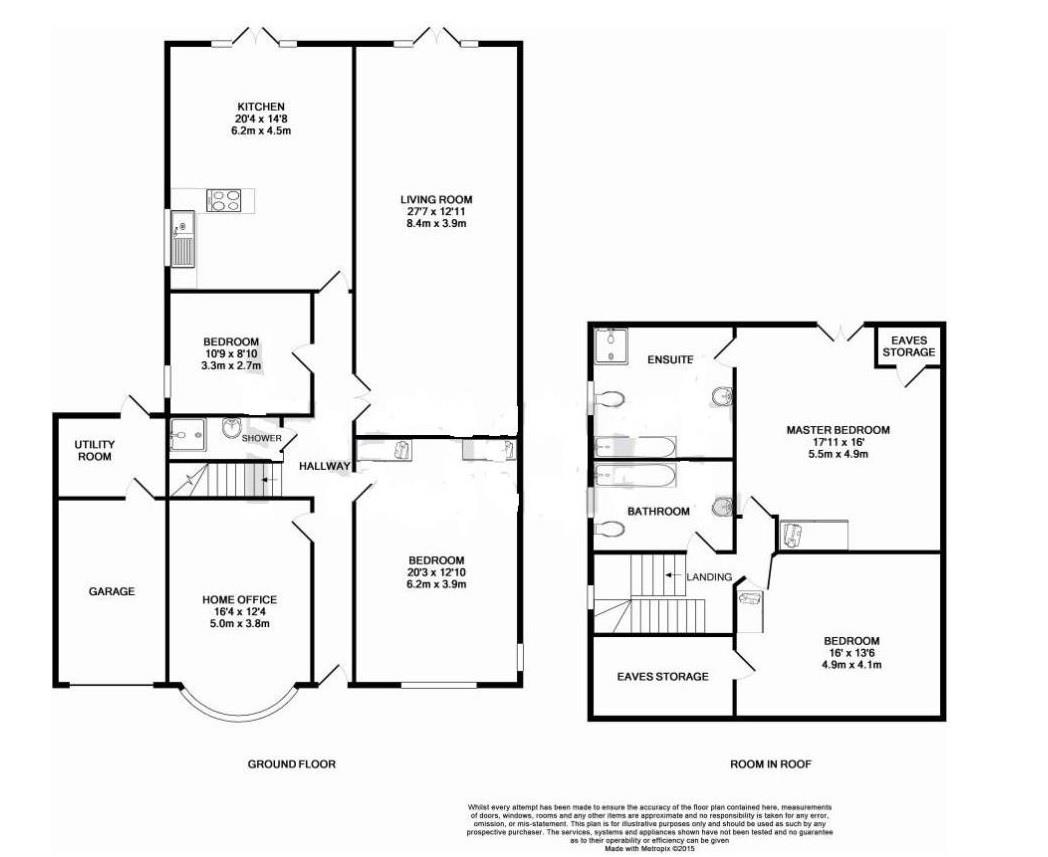 KITCHEN
20'4 x 14'8
6.2m x 4.5m
LIVING ROOM
27'7 x 12'11
8.4m x 3.9m
BEDROOM
10'9 x 8'10
3.3m x 2.7m
UTILITY
ROOM
SHOWER
HALLWAY
GARAGE
HOME OFFICE
16'4 x 12'4
5.0m x 3.8m
BEDROOM
20'3 x 12'10
6.2m x 3.9m
GROUND FLOOR
ENSUITE
EAVES
STORAGE
MASTER BEDROOM
17'11 x 16'
5.5m x 4.9m
BATHROOM
LANDING
BEDROOM
16' x 13'6
4.9m x 4.1m
EAVES STORAGE
ROOM IN ROOF
Whilst every attempt has been made to ensure the accuracy of the floor plan contained here, measurements
of doors, windows, rooms and any other items are approximate and no responsibility is taken for any error,
omission, or mis-statement. This plan is for illustrative purposes only and should be used as such by any
prospective purchaser. The services, systems and appliances shown have not been tested and no guarantee
as to their operability or efficiency can be given
Made with Metropix ©2015